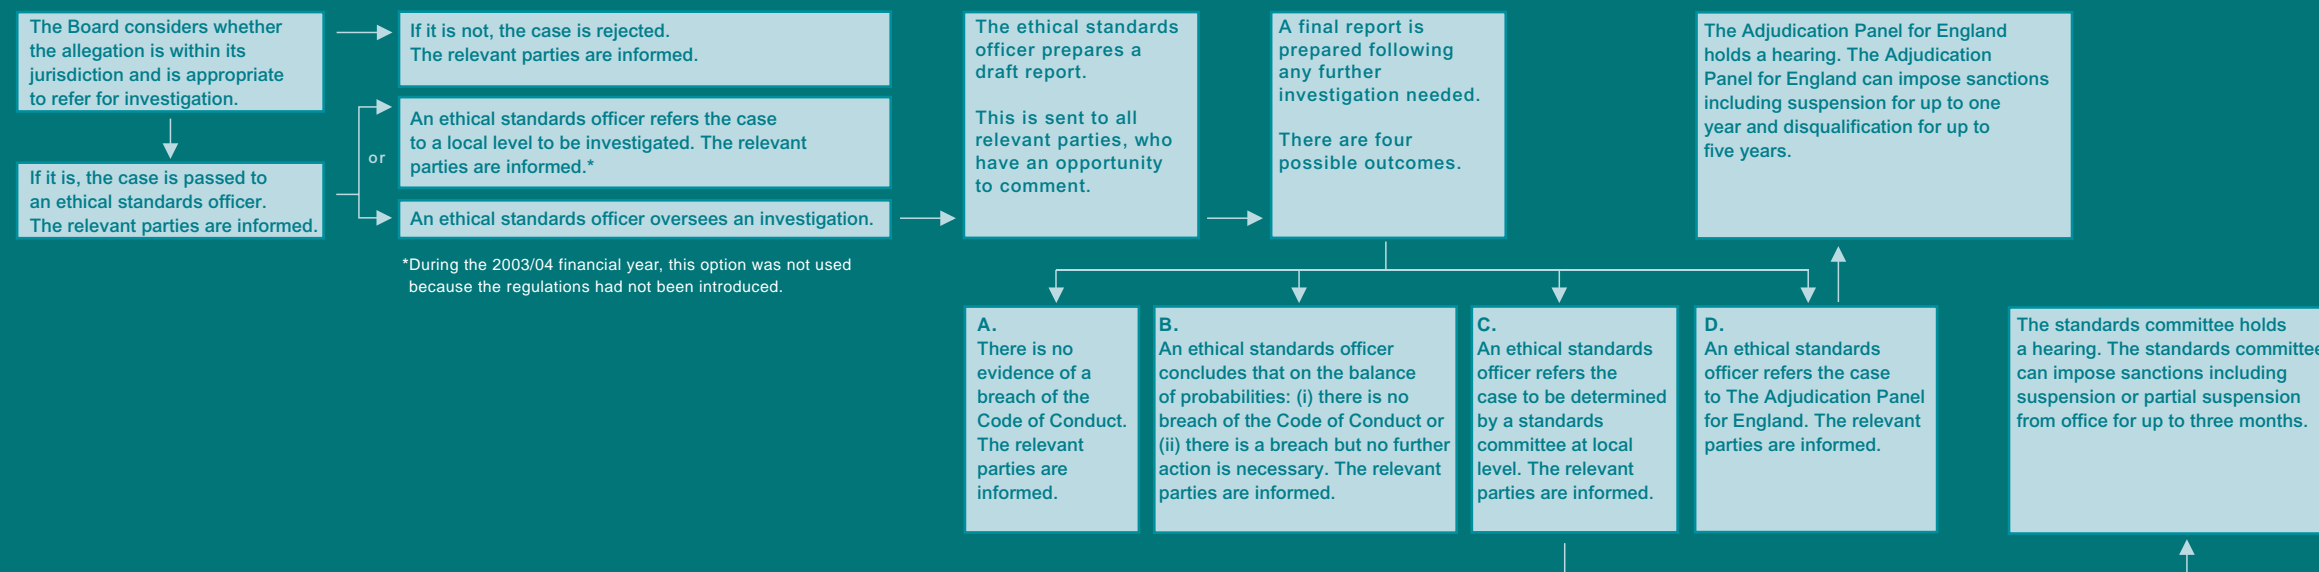 The Board considers whether
the allegation is within its
jurisdiction and is appropriate
to refer for investigation.
If it is, the case is passed to
an ethical standards officer.
The relevant parties are informed.
If it is not, the case is rejected.
The relevant parties are informed.
or
An ethical standards officer refers the case
to a local level to be investigated. The relevant
parties are informed.*
An ethical standards officer oversees an investigation.
*During the 2003/04 financial year, this option was not used
because the regulations had not been introduced.
The ethical standards
officer prepares a
draft report.
This is sent to all
relevant parties, who
have an opportunity
to comment.
A final report is
prepared following
any further
investigation needed.
There are four
possible outcomes.
The Adjudication Panel for England
holds a hearing. The Adjudication
Panel for England can impose sanctions
including suspension for up to one
year and disqualification for up to
five years.
A.
There is no
evidence of a
breach of the
Code of Conduct.
The relevant
parties are
informed.
B.
An ethical standards officer
concludes that on the balance
of probabilities: (i) there is no
breach of the Code of Conduct or
(ii) there is a breach but no further
action is necessary. The relevant
parties are informed.
C.
An ethical standards
officer refers the
case to be determined
by a standards
committee at local
level. The relevant
parties are informed.
D.
An ethical standards
officer refers the case
to The Adjudication Panel
for England. The relevant
parties are informed.
The standards committee holds
a hearing. The standards committee
can impose sanctions including
suspension or partial suspension
from office for up to three months.